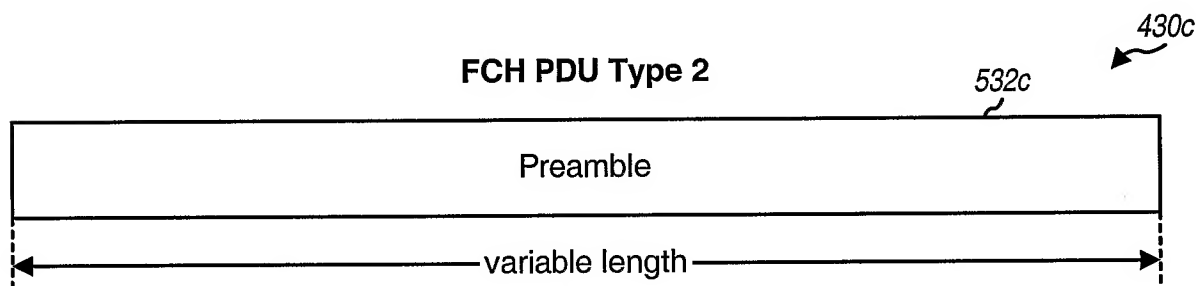 430c
FCH PDU Type 2
532c
Preamble
variable length